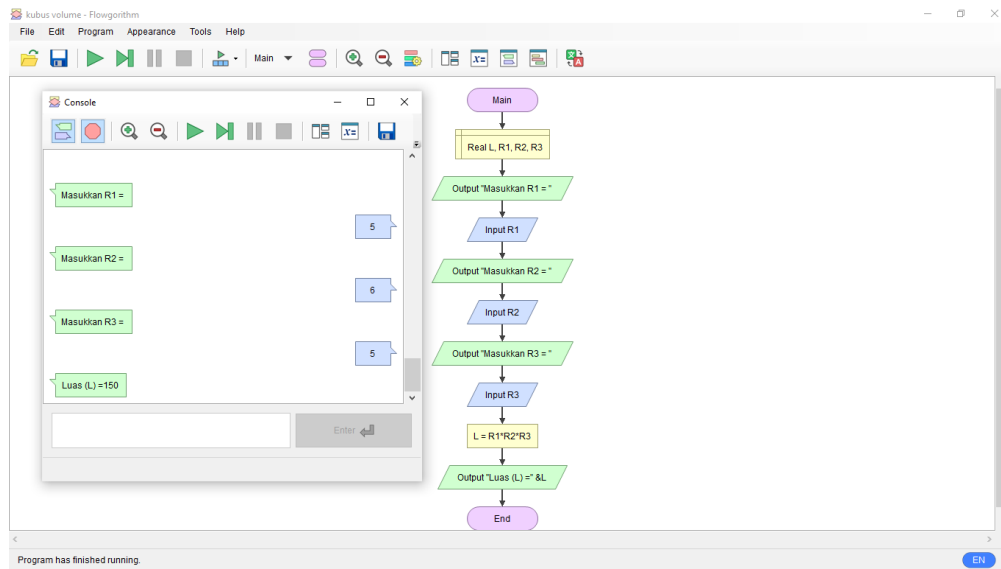 kubus volume - Flowgorithm
File Edit Program Appearance Tools Help
Main
Console
Masukkan R1 =
5
Masukkan R2 =
6
Masukkan R3 =
5
Luas (L) =150
Enter
Main
Real L, R1, R2, R3
Output "Masukkan R1 = "
Input R1
Output "Masukkan R2 = "
Input R2
Output "Masukkan R3 = "
Input R3
L = R1*R2*R3
Output "Luas (L) =" &L
End
Program has finished running.
EN